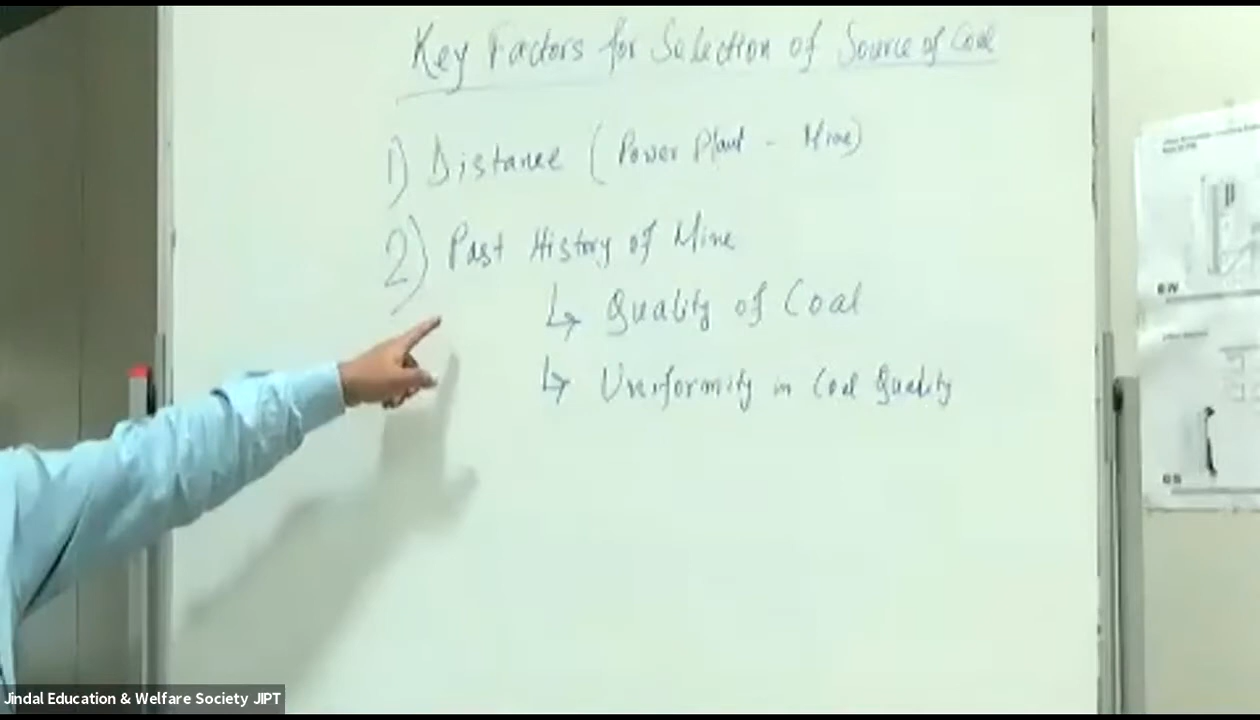 Key Factors for Selection of Source of Coal
1) Distance (Power Plant - Mine)
2) Past History of Mine
↳ Quality of Coal
↳ Uniformity in Coal Quality
Jindal Education & Welfare Society JIPT